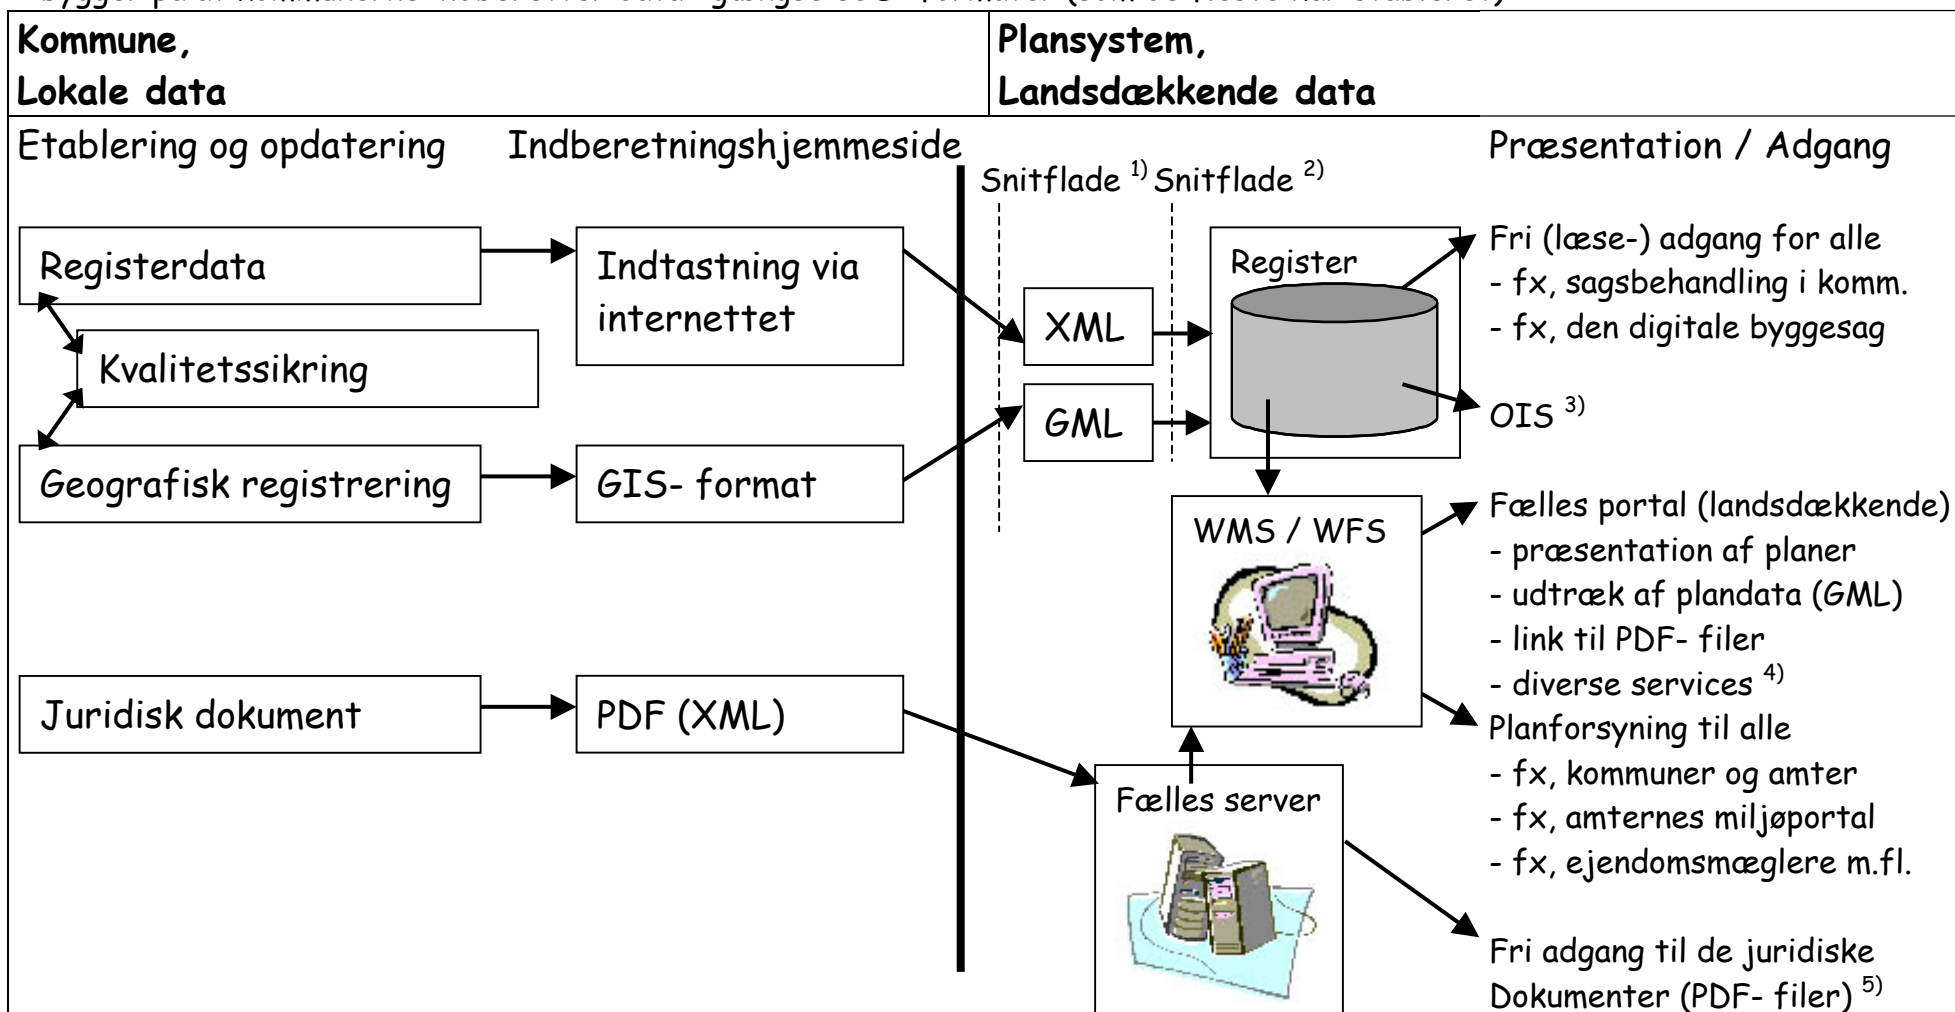 Kommune,
Lokale data
Plansystem,
Landsdækkende data
Etablering og opdatering
Indberetningshjemmeside
Præsentation / Adgang
Snitflade 1)
Snitflade 2)
Registerdata
Indtastning via
internettet
Kvalitetssikring
Geografisk registrering
GIS- format
XML
GML
Register
Fri (læse-) adgang for alle
- fx, sagsbehandling i komm.
- fx, den digitale byggesag
OIS 3)
WMS / WFS
Fælles portal (landsdækkende)
- præsentation af planer
- udtræk af plandata (GML)
- link til PDF- filer
- diverse services 4)
Planforsyning til alle
- fx, kommuner og amter
- fx, amternes miljøportal
- fx, ejendomsmæglere m.fl.
Juridisk dokument
PDF (XML)
Fælles server
Fri adgang til de juridiske
Dokumenter (PDF- filer) 5)